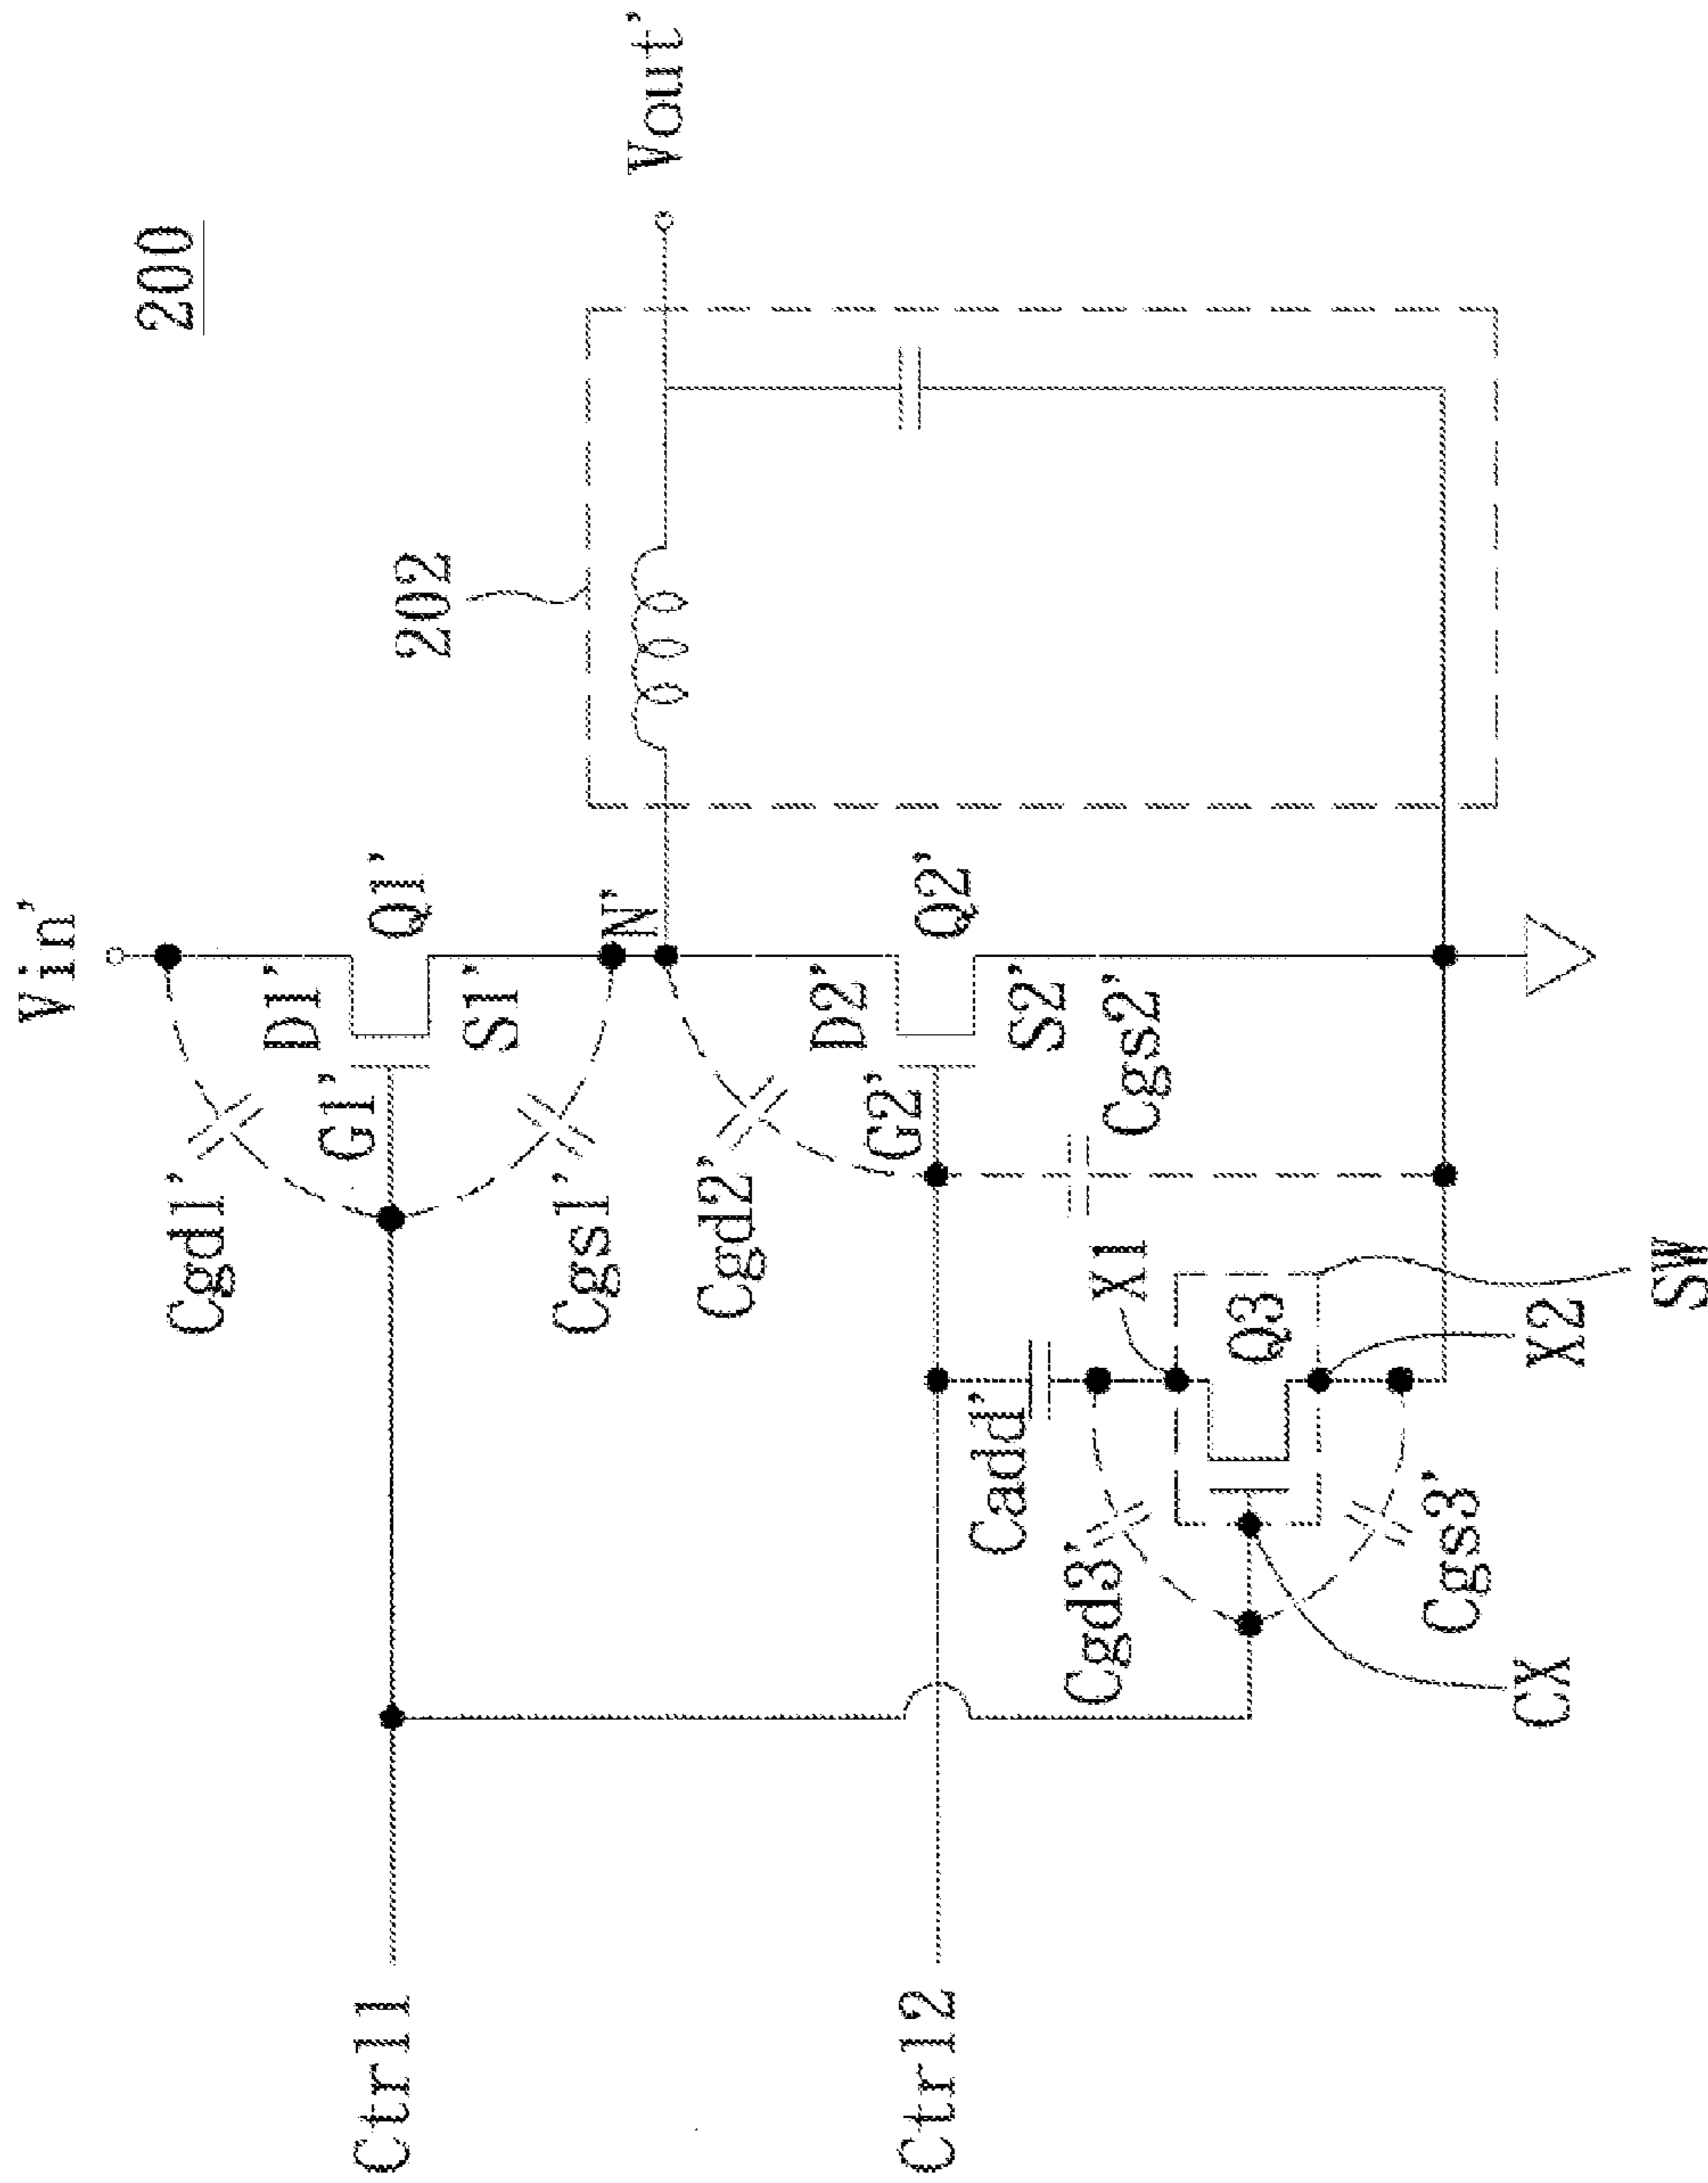 200
Vin'
Vout'
202
D1'
Q1'
Cgd1'
G1'
S1'
Ctrl1
Cgs1'
N'
Cgd2'
D2'
Q2'
G2'
S2'
Ctrl2
Cgs2'
Cadd'
X1
Cgd3'
Q3
Cgs3'
CX
X2
SW